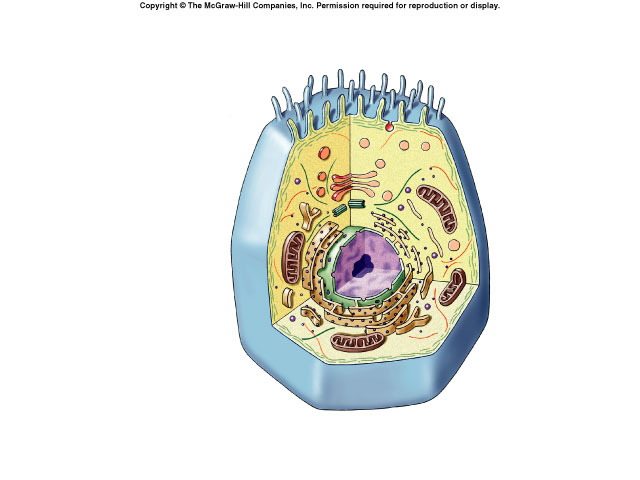 Copyright © The McGraw-Hill Companies, Inc. Permission required for reproduction or display.